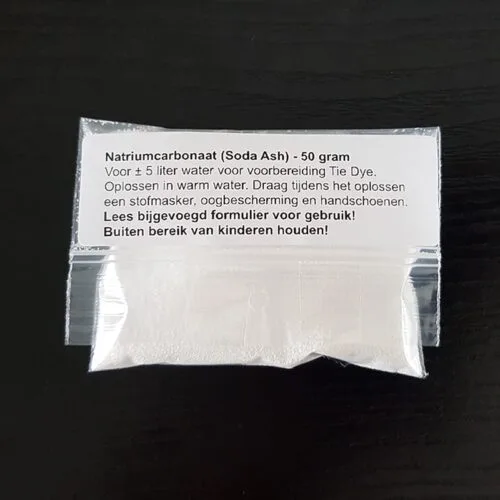 Natriumcarbonaat (Soda Ash) - 50 gram
Voor ± 5 liter water voor voorbereiding Tie Dye.
Oplossen in warm water. Draag tijdens het oplossen
een stofmasker, oogbescherming en handschoenen.
Lees bijgevoegd formulier voor gebruik!
Buiten bereik van kinderen houden!